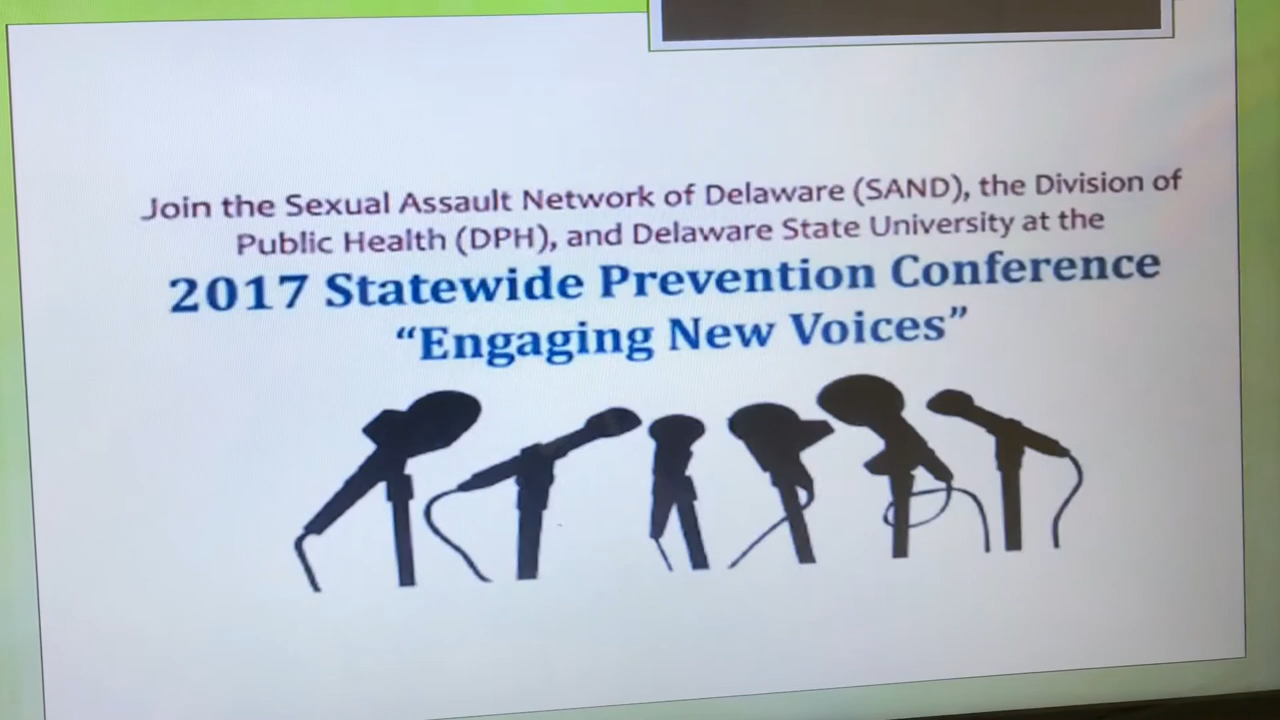 Join the Sexual Assault Network of Delaware (SAND), the Division of
Public Health (DPH), and Delaware State University at the
2017 Statewide Prevention Conference
“Engaging New Voices”